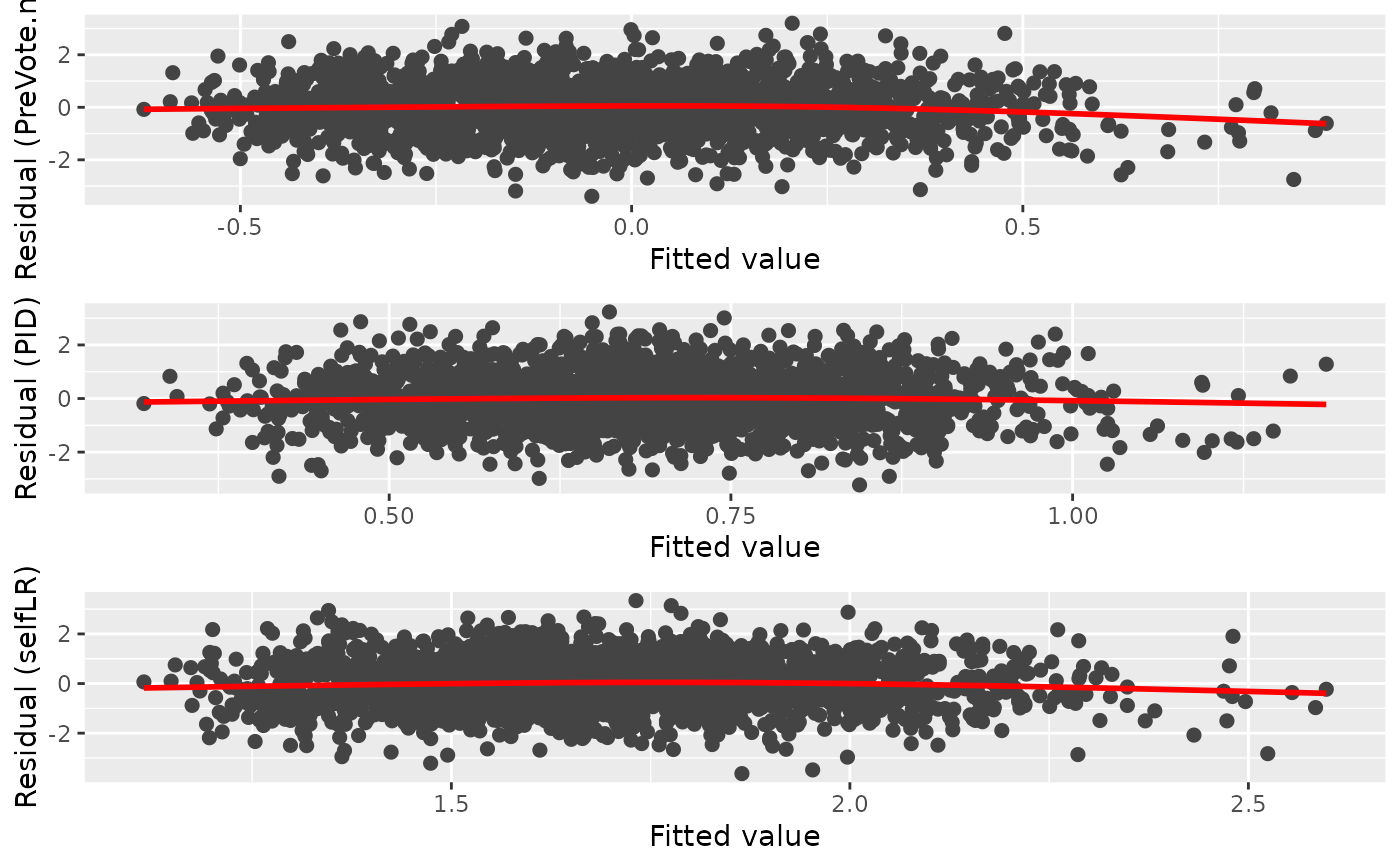 Residual (PreVote.n
2
0
-2
-0.5 0.0 0.5
Fitted value
Residual (PID)
2
0
-2
0.50 0.75 1.00
Fitted value
Residual (selfLR)
2
0
-2
1.5 2.0 2.5
Fitted value